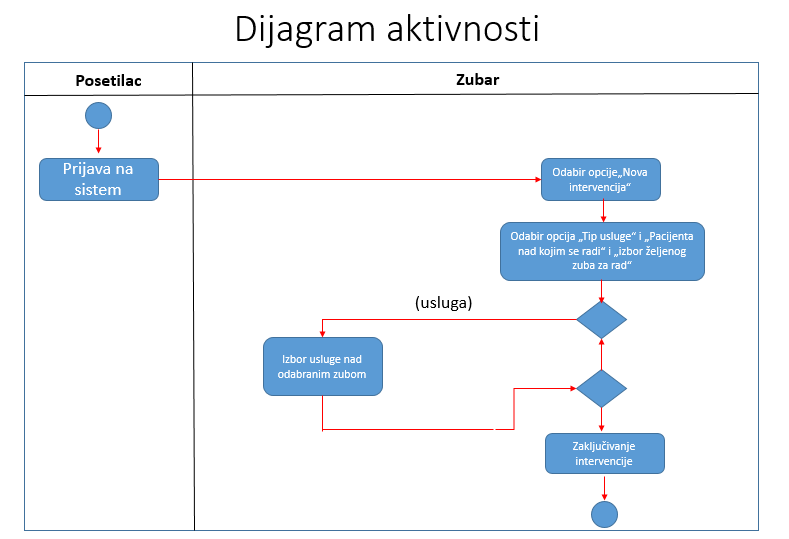 Dijagram aktivnosti
Posetilac
Zubar
Prijava na
sistem
Odabir opcije„Nova
intervencija“
Odabir opcija „Tip usluge“ i „Pacijenta
nad kojim se radi“ i „izbor željenog
zuba za rad“
(usluga)
Izbor usluge nad
odabranim zubom
Zaključivanje
intervencije